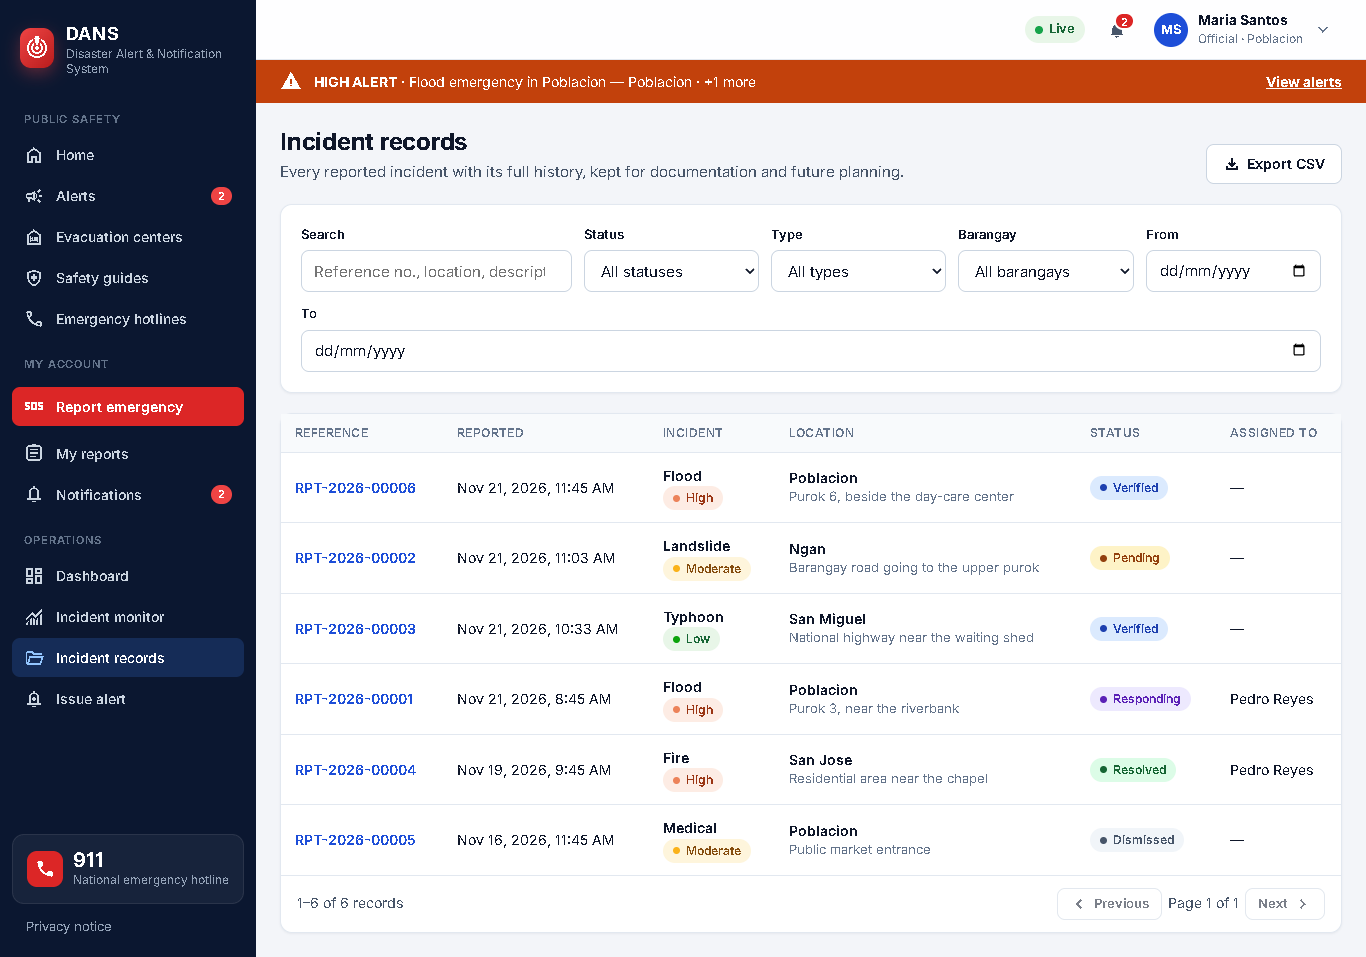 DANS
Disaster Alert & Notification
System
PUBLIC SAFETY
Home
Alerts 2
Evacuation centers
Safety guides
Emergency hotlines
MY ACCOUNT
SOS Report emergency
My reports
Notifications 2
OPERATIONS
Dashboard
Incident monitor
Incident records
Issue alert
911
National emergency hotline
Privacy notice
Live
2
MS
Maria Santos
Official · Poblacion
HIGH ALERT · Flood emergency in Poblacion — Poblacion · +1 more
View alerts
Incident records
Every reported incident with its full history, kept for documentation and future planning.
Export CSV
Search Status Type Barangay From
Reference no., location, descript All statuses All types All barangays dd/mm/yyyy
To
dd/mm/yyyy
REFERENCE REPORTED INCIDENT LOCATION STATUS ASSIGNED TO
RPT-2026-00006 Nov 21, 2026, 11:45 AM Flood High Poblacion Purok 6, beside the day-care center Verified —
RPT-2026-00002 Nov 21, 2026, 11:03 AM Landslide Moderate Ngan Barangay road going to the upper purok Pending —
RPT-2026-00003 Nov 21, 2026, 10:33 AM Typhoon Low San Miguel National highway near the waiting shed Verified —
RPT-2026-00001 Nov 21, 2026, 8:45 AM Flood High Poblacion Purok 3, near the riverbank Responding Pedro Reyes
RPT-2026-00004 Nov 19, 2026, 9:45 AM Fire High San Jose Residential area near the chapel Resolved Pedro Reyes
RPT-2026-00005 Nov 16, 2026, 11:45 AM Medical Moderate Poblacion Public market entrance Dismissed —
1–6 of 6 records
Previous Page 1 of 1 Next